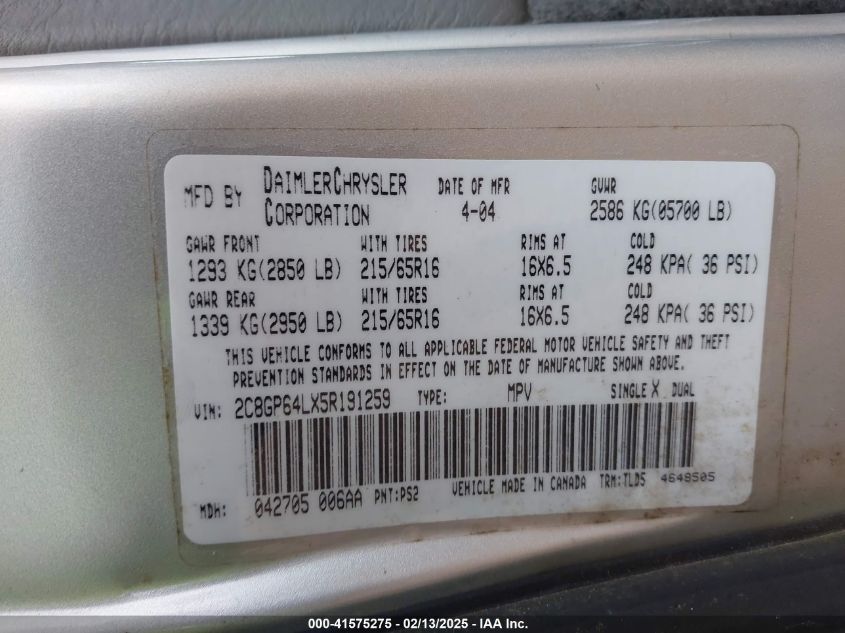 MFD BY DAIMLERCHRYSLER CORPORATION DATE OF MFR 4-04 GVWR 2586 KG(05700 LB)
GAWR FRONT WITH TIRES RIMS AT COLD
1293 KG(2850 LB) 215/65R16 16X6.5 248 KPA( 36 PSI)
GAWR REAR WITH TIRES RIMS AT COLD
1339 KG(2950 LB) 215/65R16 16X6.5 248 KPA( 36 PSI)
THIS VEHICLE CONFORMS TO ALL APPLICABLE FEDERAL MOTOR VEHICLE SAFETY AND THEFT
PREVENTION STANDARDS IN EFFECT ON THE DATE OF MANUFACTURE SHOWN ABOVE.
VIN: 2C8GP64LX5R191259 TYPE: MPV SINGLE X DUAL
MDH: 042705 006AA PNT:PS2 VEHICLE MADE IN CANADA TRM:TLD5 4648505
000-41575275 - 02/13/2025 - IAA Inc.